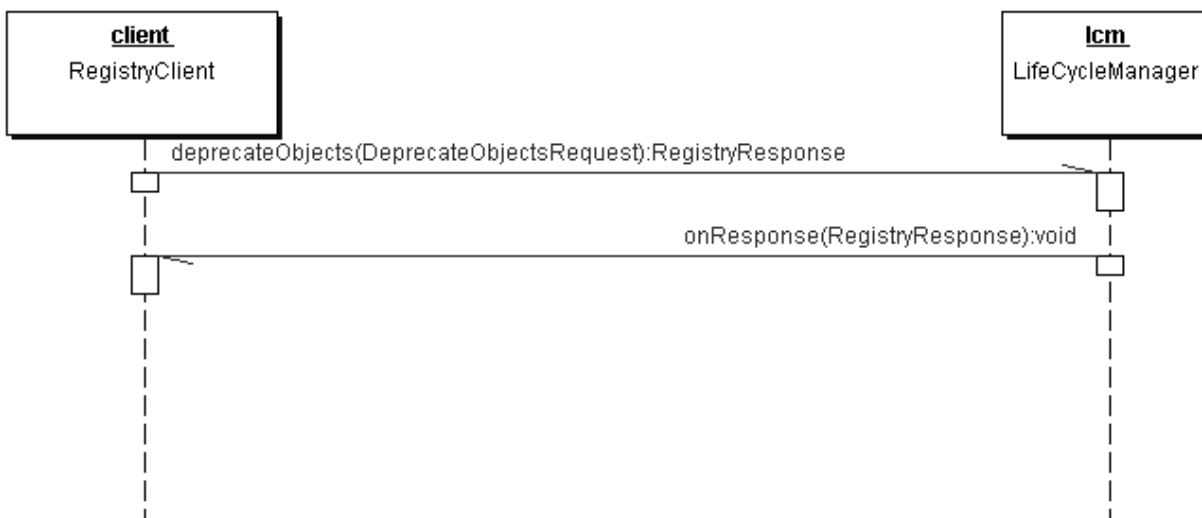 client
RegistryClient
lcm
LifeCycleManager
deprecateObjects(DeprecateObjectsRequest):RegistryResponse
onResponse(RegistryResponse):void